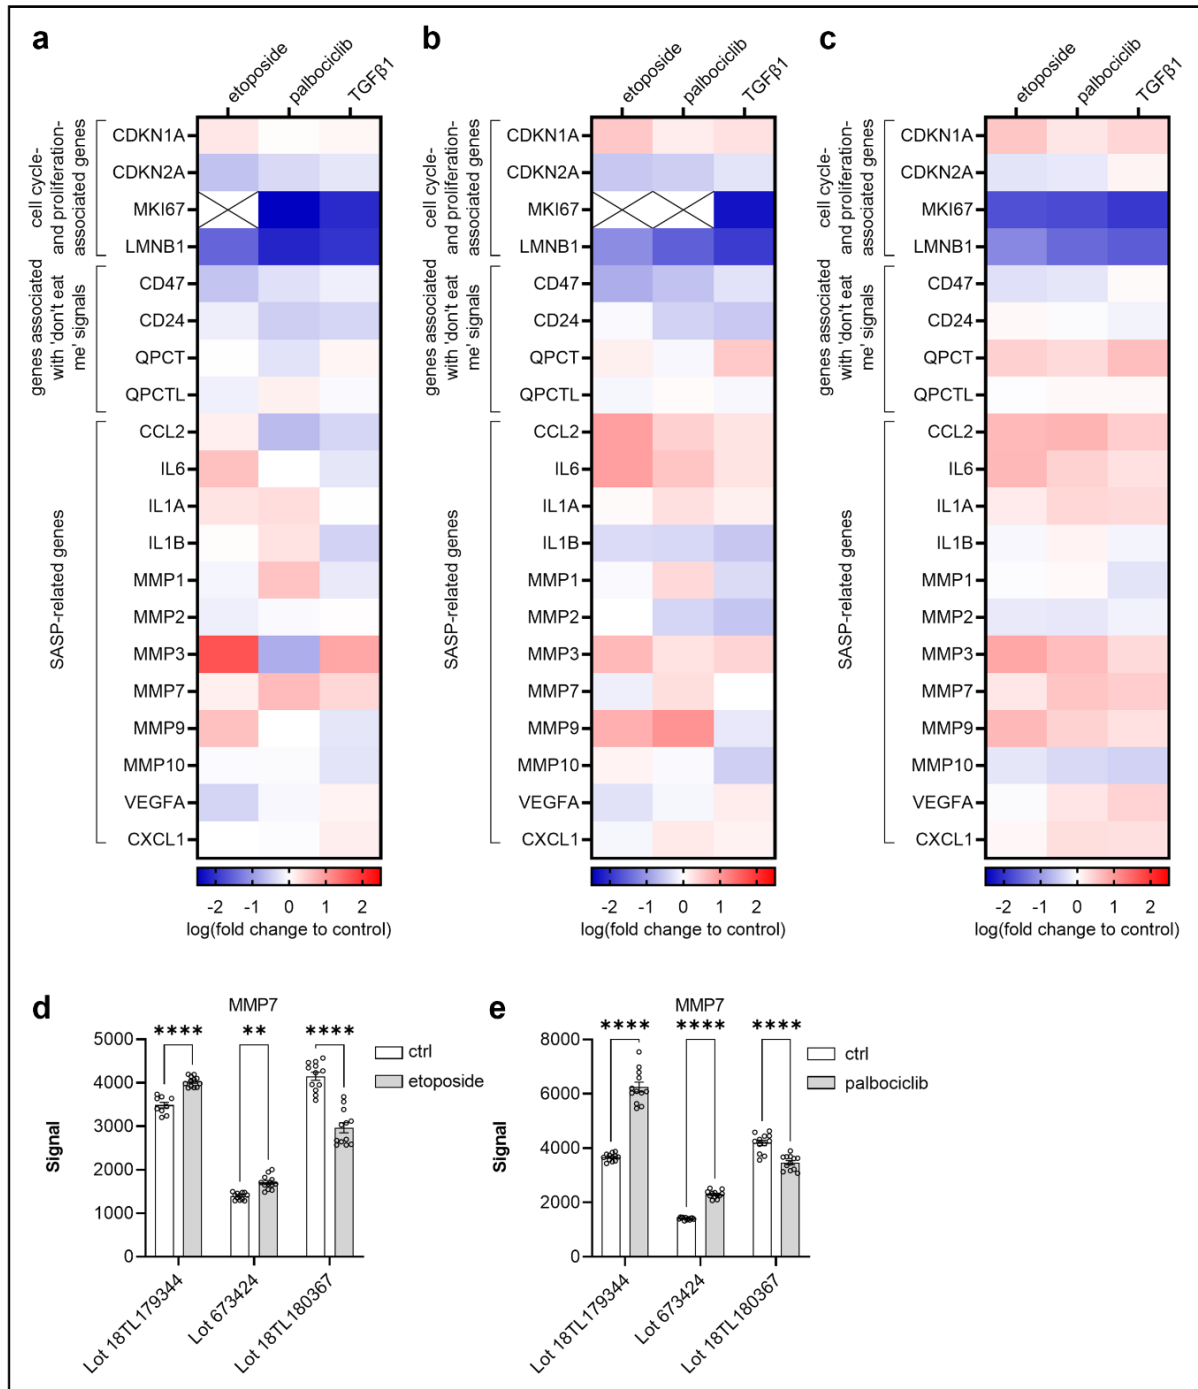 a
etoposide
palbociclib
TGFβ1
cell cycle-
and proliferation-
associated genes
CDKN1A
CDKN2A
MKI67
LMNB1
genes associated
with 'don't eat
me' signals
CD47
CD24
QPCT
QPCTL
SASP-related genes
CCL2
IL6
IL1A
IL1B
MMP1
MMP2
MMP3
MMP7
MMP9
MMP10
VEGFA
CXCL1
-2 -1 0 1 2
log(fold change to control)
b
etoposide
palbociclib
TGFβ1
cell cycle-
and proliferation-
associated genes
CDKN1A
CDKN2A
MKI67
LMNB1
genes associated
with 'don't eat
me' signals
CD47
CD24
QPCT
QPCTL
SASP-related genes
CCL2
IL6
IL1A
IL1B
MMP1
MMP2
MMP3
MMP7
MMP9
MMP10
VEGFA
CXCL1
-2 -1 0 1 2
log(fold change to control)
c
etoposide
palbociclib
TGFβ1
cell cycle-
and proliferation-
associated genes
CDKN1A
CDKN2A
MKI67
LMNB1
genes associated
with 'don't eat
me' signals
CD47
CD24
QPCT
QPCTL
SASP-related genes
CCL2
IL6
IL1A
IL1B
MMP1
MMP2
MMP3
MMP7
MMP9
MMP10
VEGFA
CXCL1
-2 -1 0 1 2
log(fold change to control)
d
MMP7
**** ** ****
ctrl
etoposide
Signal
5000
4000
3000
2000
1000
0
Lot 18TL179344
Lot 673424
Lot 18TL180367
e
MMP7
**** **** ****
ctrl
palbociclib
Signal
8000
6000
4000
2000
0
Lot 18TL179344
Lot 673424
Lot 18TL180367